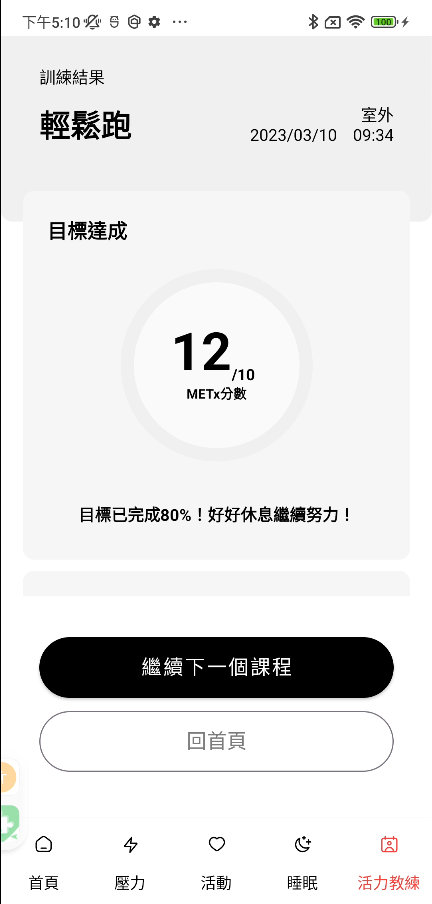 下午5:10
100
訓練結果
輕鬆跑
室外
2023/03/10 09:34
目標達成
12/10
METx分數
目標已完成80%！好好休息繼續努力！
繼續下一個課程
回首頁
首頁 壓力 活動 睡眠 活力教練